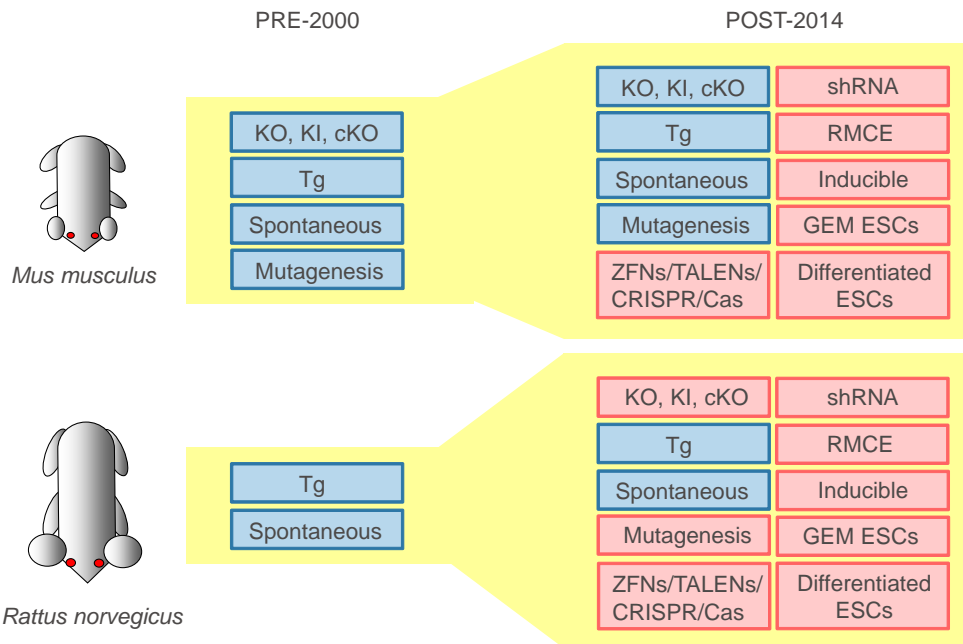 PRE-2000
POST-2014
KO, KI, cKO
Tg
Spontaneous
Mutagenesis
Mus musculus
KO, KI, cKO
shRNA
Tg
RMCE
Spontaneous
Inducible
Mutagenesis
GEM ESCs
ZFNs/TALENs/
CRISPR/Cas
Differentiated
ESCs
Tg
Spontaneous
Rattus norvegicus
KO, KI, cKO
shRNA
Tg
RMCE
Spontaneous
Inducible
Mutagenesis
GEM ESCs
ZFNs/TALENs/
CRISPR/Cas
Differentiated
ESCs